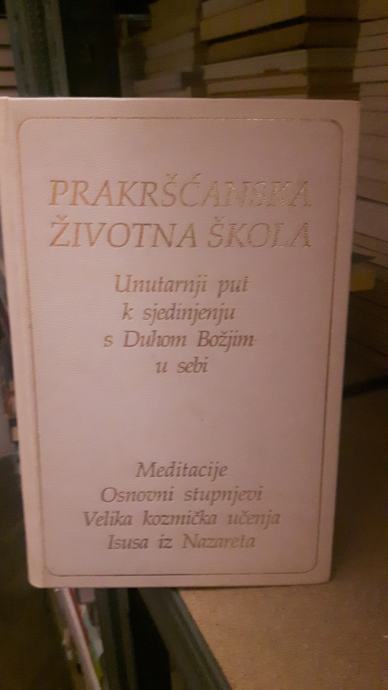 PRAKRŠĆANSKA
ŽIVOTNA ŠKOLA
Unutarnji put
k sjedinjenju
s Duhom Božjim
u sebi
Meditacije
Osnovni stupnjevi
Velika kozmička učenja
Isusa iz Nazareta